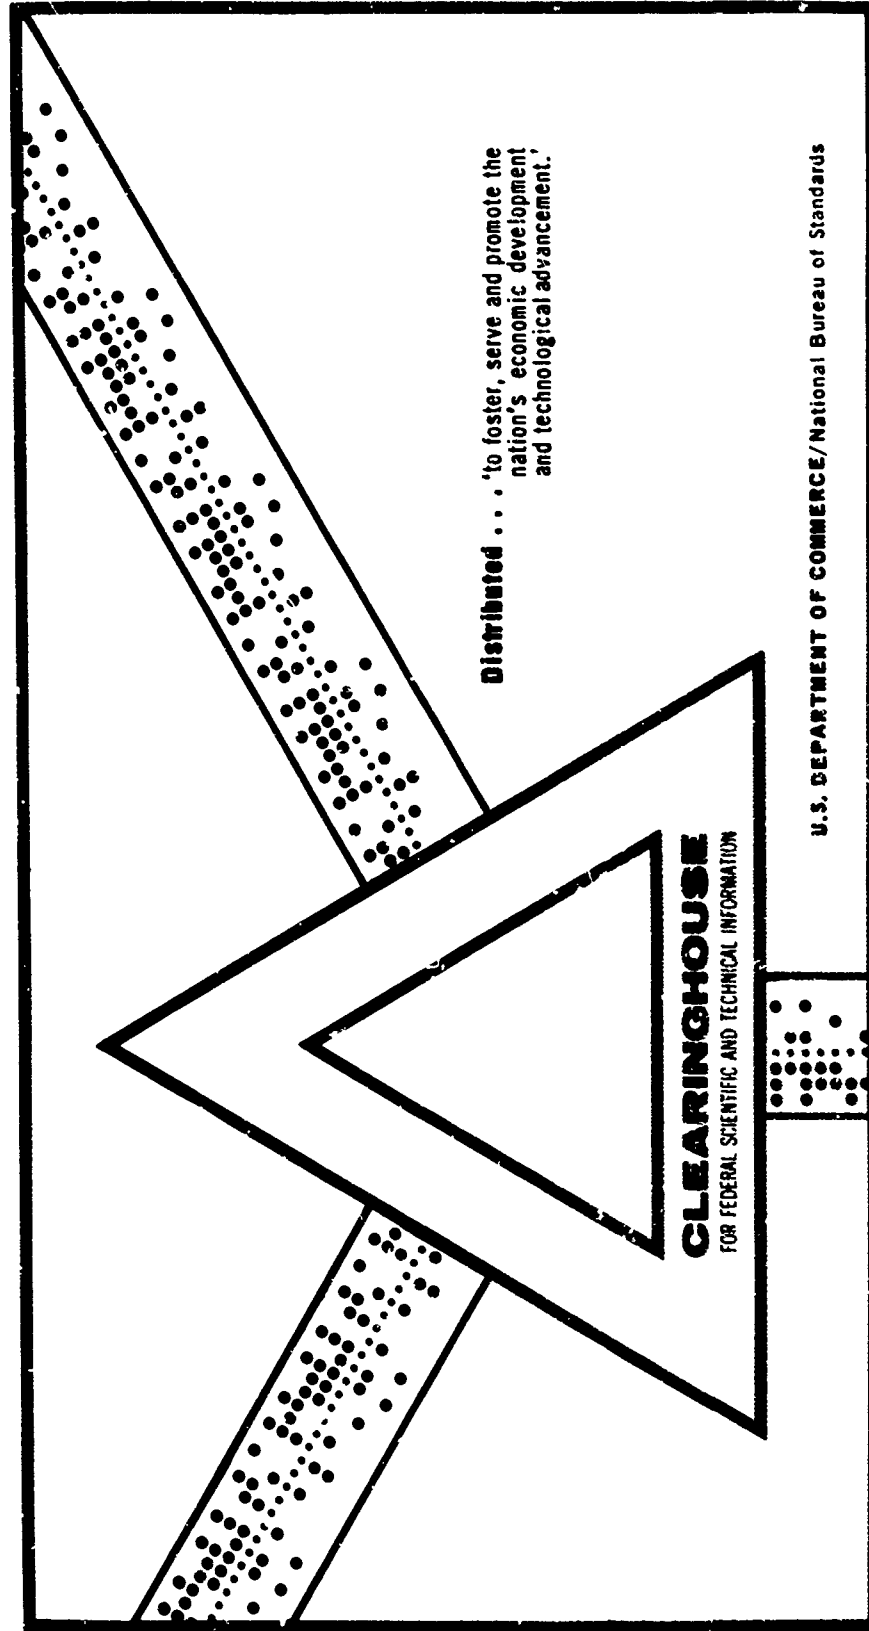 Distributed . . . 'to foster, serve and promote the
nation's economic development
and technological advancement.'
CLEARINGHOUSE
FOR FEDERAL SCIENTIFIC AND TECHNICAL INFORMATION
U.S. DEPARTMENT OF COMMERCE/National Bureau of Standards